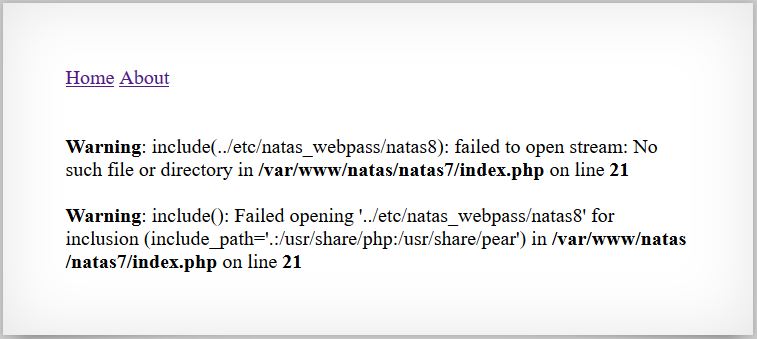 Home About
Warning: include(../etc/natas_webpass/natas8): failed to open stream: No
such file or directory in /var/www/natas/natas7/index.php on line 21
Warning: include(): Failed opening '../etc/natas_webpass/natas8' for
inclusion (include_path='.:/usr/share/php:/usr/share/pear') in /var/www/natas
/natas7/index.php on line 21